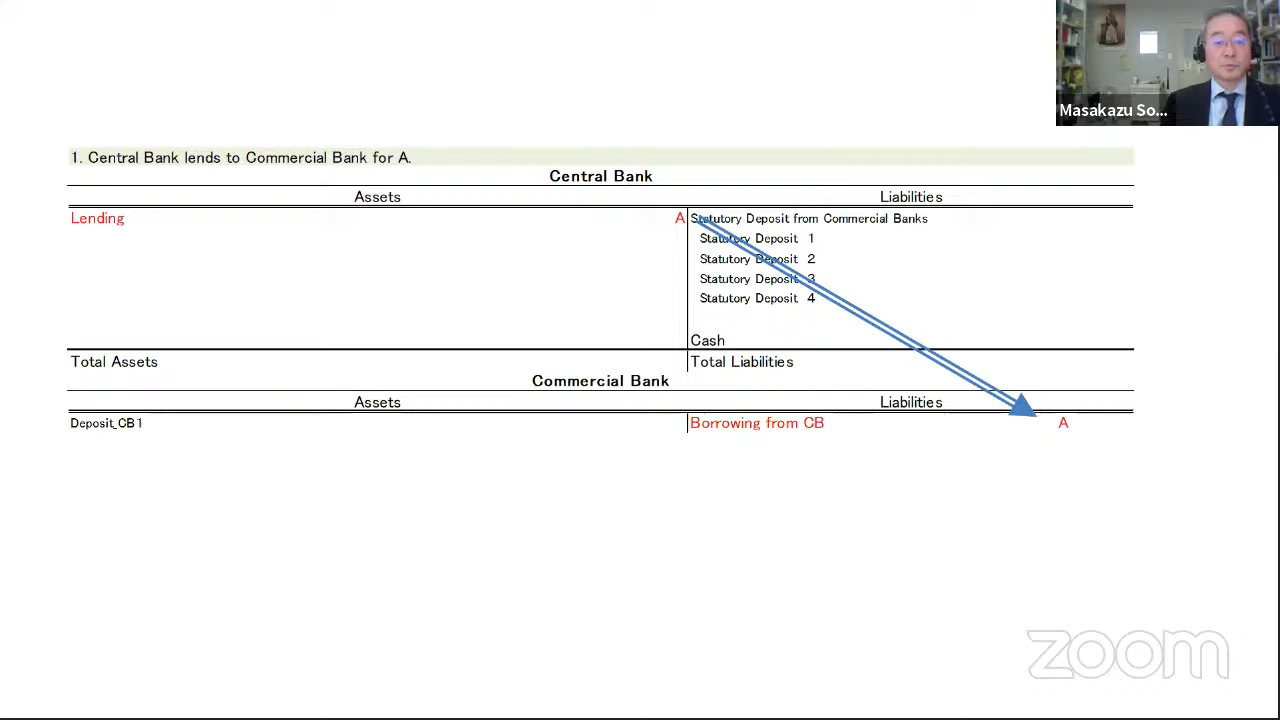 Masakazu So...
1. Central Bank lends to Commercial Bank for A.
Central Bank
Assets Liabilities
Lending A Statutory Deposit from Commercial Banks
Statutory Deposit 1
Statutory Deposit 2
Statutory Deposit 3
Statutory Deposit 4
Cash
Total Assets Total Liabilities
Commercial Bank
Assets Liabilities
Deposit_CB1 Borrowing from CB A
zoom